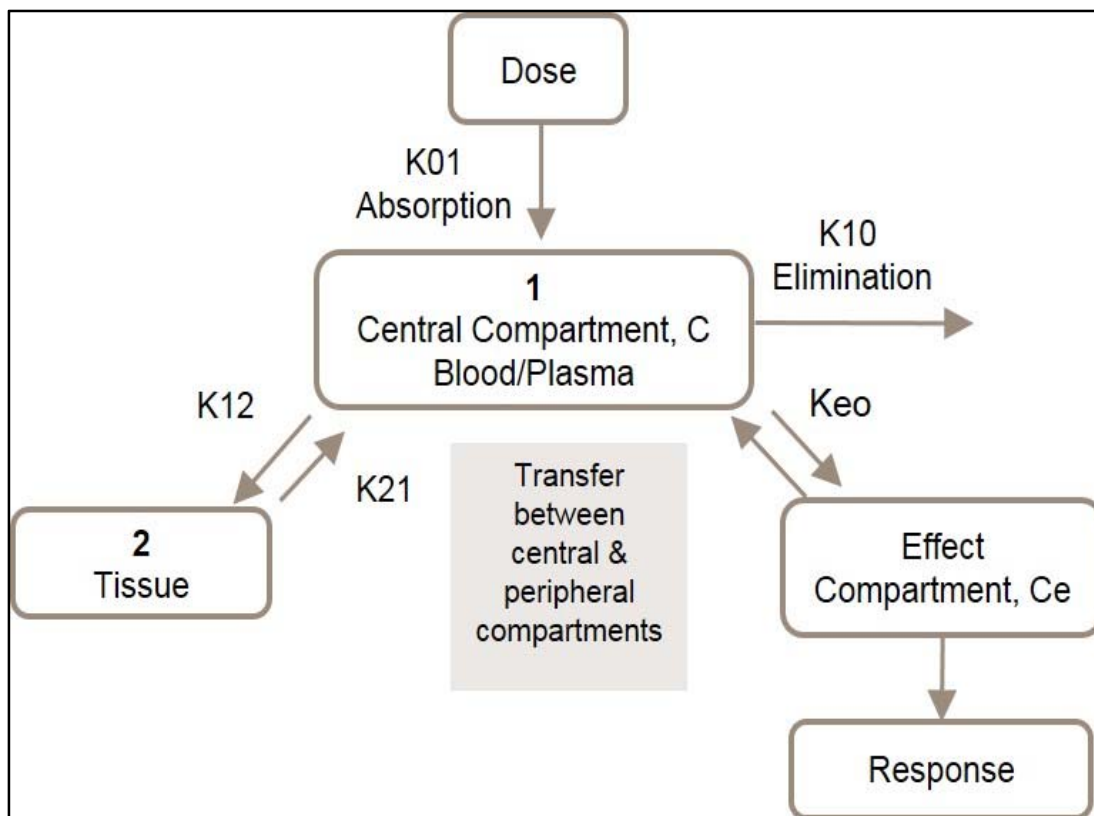 Dose
K01
Absorption
K10
Elimination
1
Central Compartment, C
Blood/Plasma
K12
K21
Keo
Transfer
between
central &
peripheral
compartments
2
Tissue
Effect
Compartment, Ce
Response